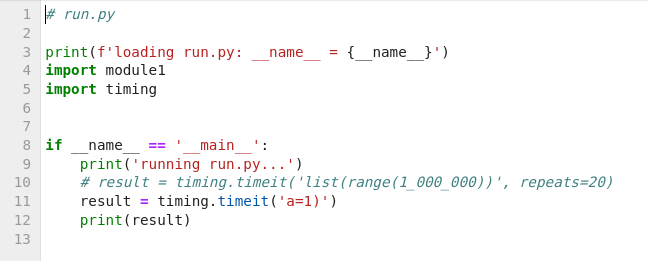 1 # run.py
2
3 print(f'loading run.py: __name__ = {__name__}')
4 import module1
5 import timing
6
7
8 if __name__ == '__main__':
9     print('running run.py...')
10     # result = timing.timeit('list(range(1_000_000))', repeats=20)
11     result = timing.timeit('a=1)')
12     print(result)
13